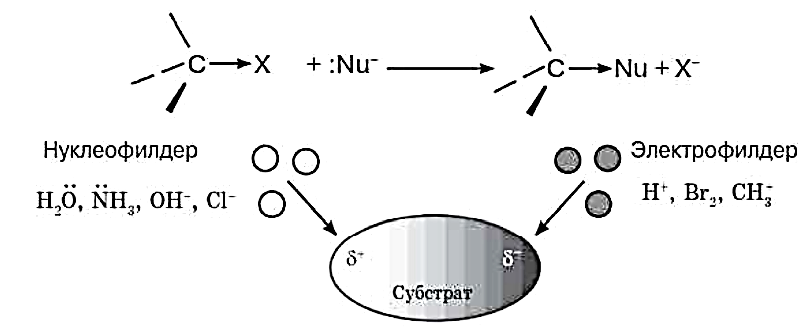 C→X + :Nu⁻ → C→Nu + X⁻
Нуклеофилдер
H₂Ö, N̈H₃, OH⁻, Cl⁻
Электрофилдер
H⁺, Br₂, CH₃⁻
δ⁺ δ⁻
Субстрат